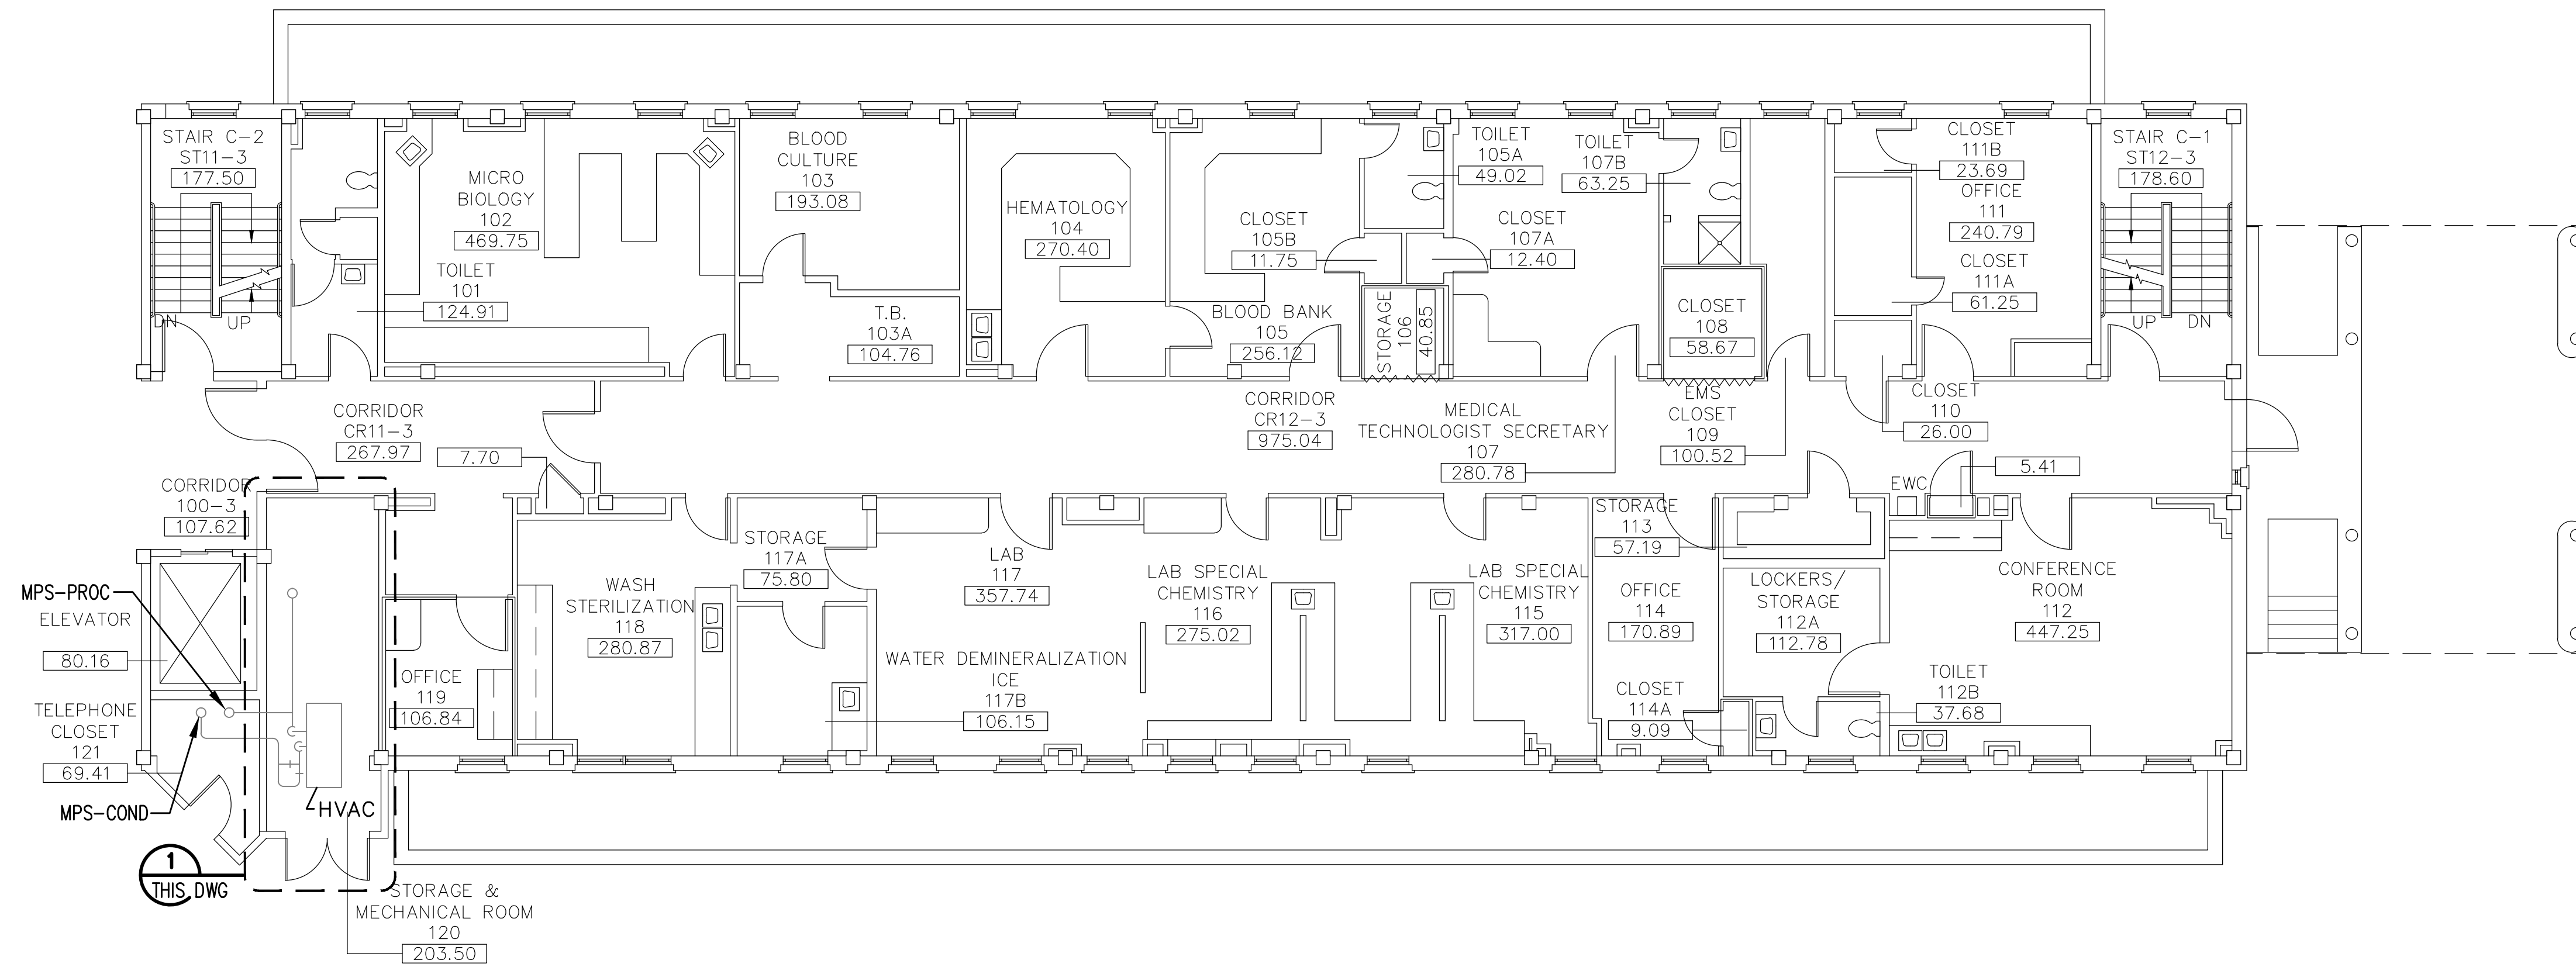 STAIR C-2
ST11-3
177.50
DN
UP
MICRO
BIOLOGY
102
469.75
TOILET
101
124.91
BLOOD
CULTURE
103
193.08
T.B.
103A
104.76
HEMATOLOGY
104
270.40
CLOSET
105B
11.75
BLOOD BANK
105
256.12
TOILET
105A
49.02
STORAGE
106
40.85
CLOSET
107A
12.40
TOILET
107B
63.25
CLOSET
108
58.67
CLOSET
111B
23.69
OFFICE
111
240.79
CLOSET
111A
61.25
STAIR C-1
ST12-3
178.60
UP
DN
CORRIDOR
CR11-3
267.97
7.70
CORRIDOR
CR12-3
975.04
MEDICAL
TECHNOLOGIST SECRETARY
107
280.78
EMS
CLOSET
109
100.52
CLOSET
110
26.00
5.41
EWC
CORRIDOR
100-3
107.62
MPS-PROC
ELEVATOR
80.16
TELEPHONE
CLOSET
121
69.41
MPS-COND
HVAC
1
THIS DWG
STORAGE &
MECHANICAL ROOM
120
203.50
OFFICE
119
106.84
WASH
STERILIZATION
118
280.87
STORAGE
117A
75.80
LAB
117
357.74
WATER DEMINERALIZATION
ICE
117B
106.15
LAB SPECIAL
CHEMISTRY
116
275.02
LAB SPECIAL
CHEMISTRY
115
317.00
STORAGE
113
57.19
OFFICE
114
170.89
CLOSET
114A
9.09
LOCKERS/
STORAGE
112A
112.78
TOILET
112B
37.68
CONFERENCE
ROOM
112
447.25